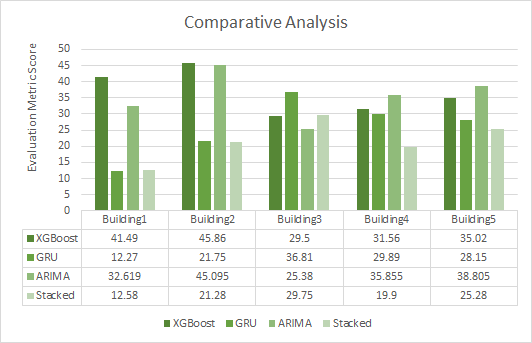 Comparative Analysis
Evaluation Metric Score
50
45
40
35
30
25
20
15
10
5
0
Building1 Building2 Building3 Building4 Building5
XGBoost 41.49 45.86 29.5 31.56 35.02
GRU 12.27 21.75 36.81 29.89 28.15
ARIMA 32.619 45.095 25.38 35.855 38.805
Stacked 12.58 21.28 29.75 19.9 25.28
XGBoost GRU ARIMA Stacked